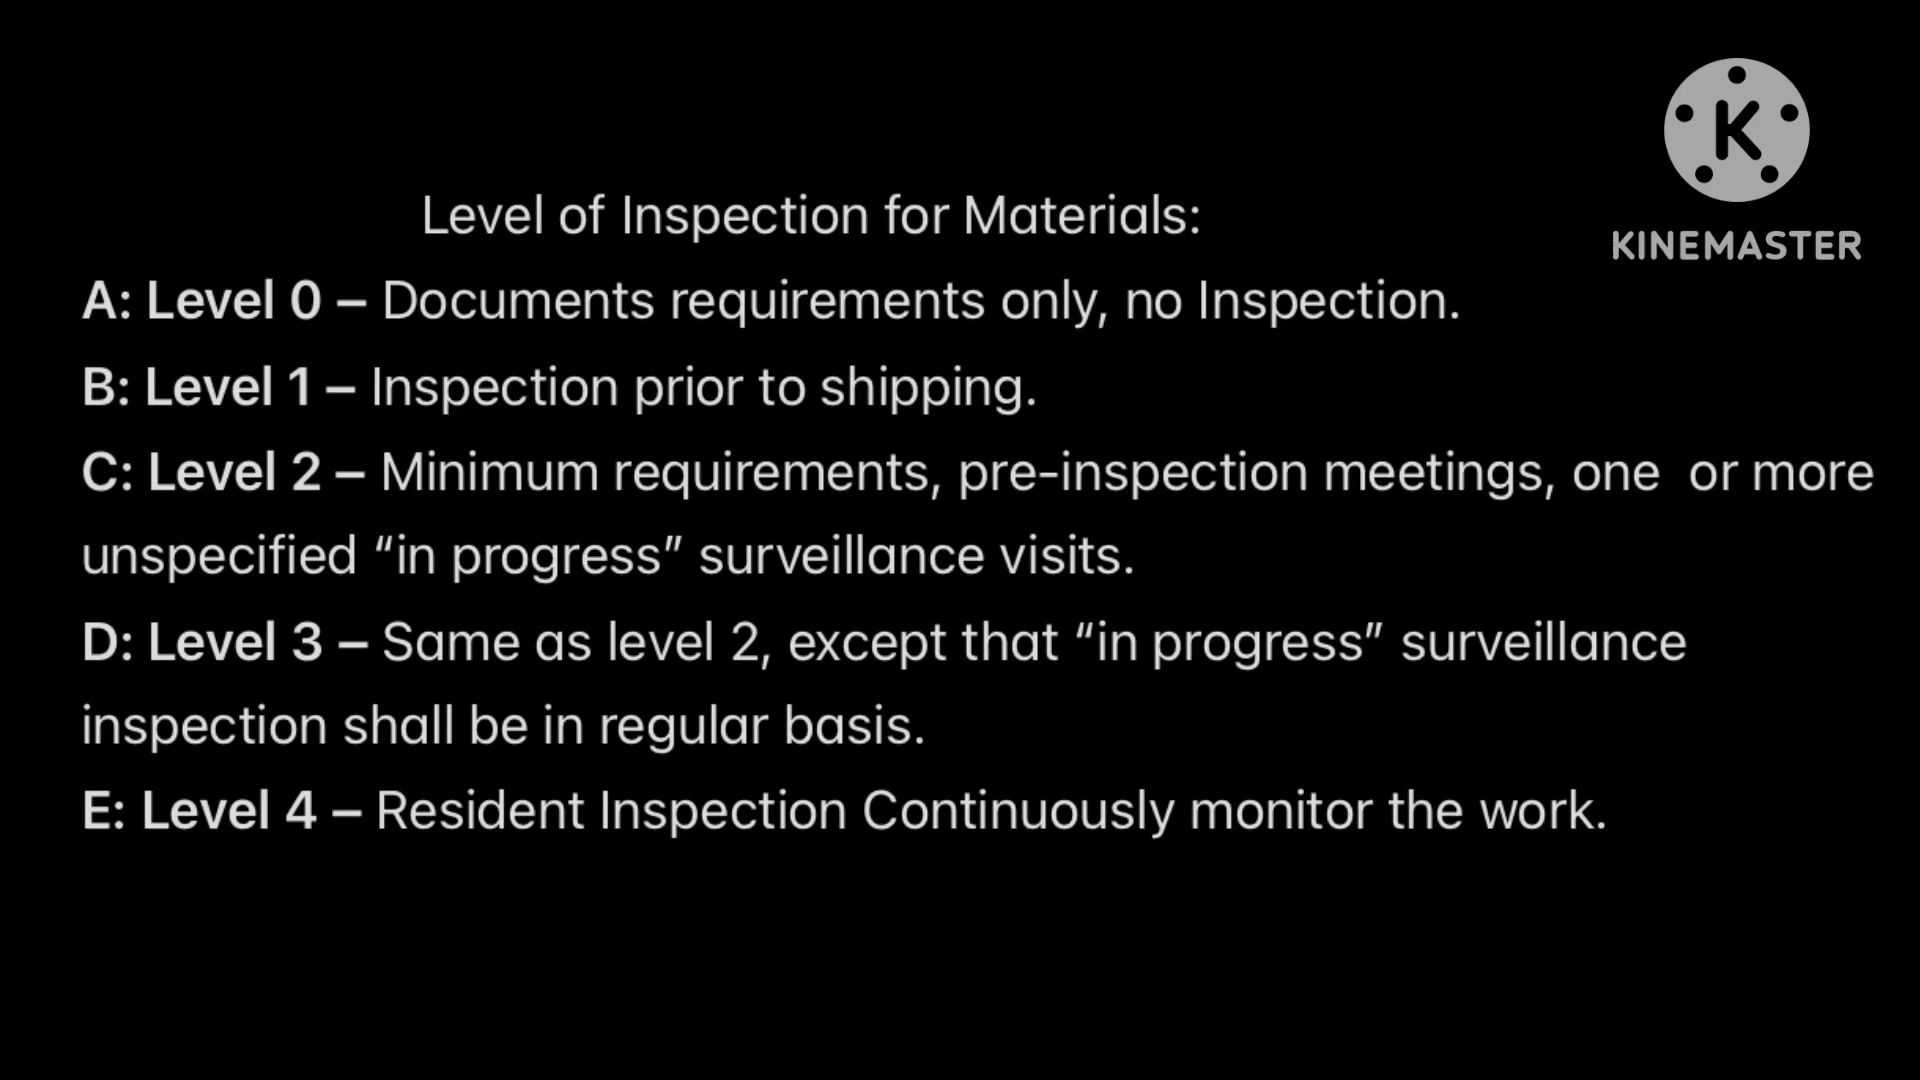 K
KINEMASTER
Level of Inspection for Materials:
A: Level 0 – Documents requirements only, no Inspection.
B: Level 1 – Inspection prior to shipping.
C: Level 2 – Minimum requirements, pre-inspection meetings, one  or more
unspecified “in progress” surveillance visits.
D: Level 3 – Same as level 2, except that “in progress” surveillance
inspection shall be in regular basis.
E: Level 4 – Resident Inspection Continuously monitor the work.